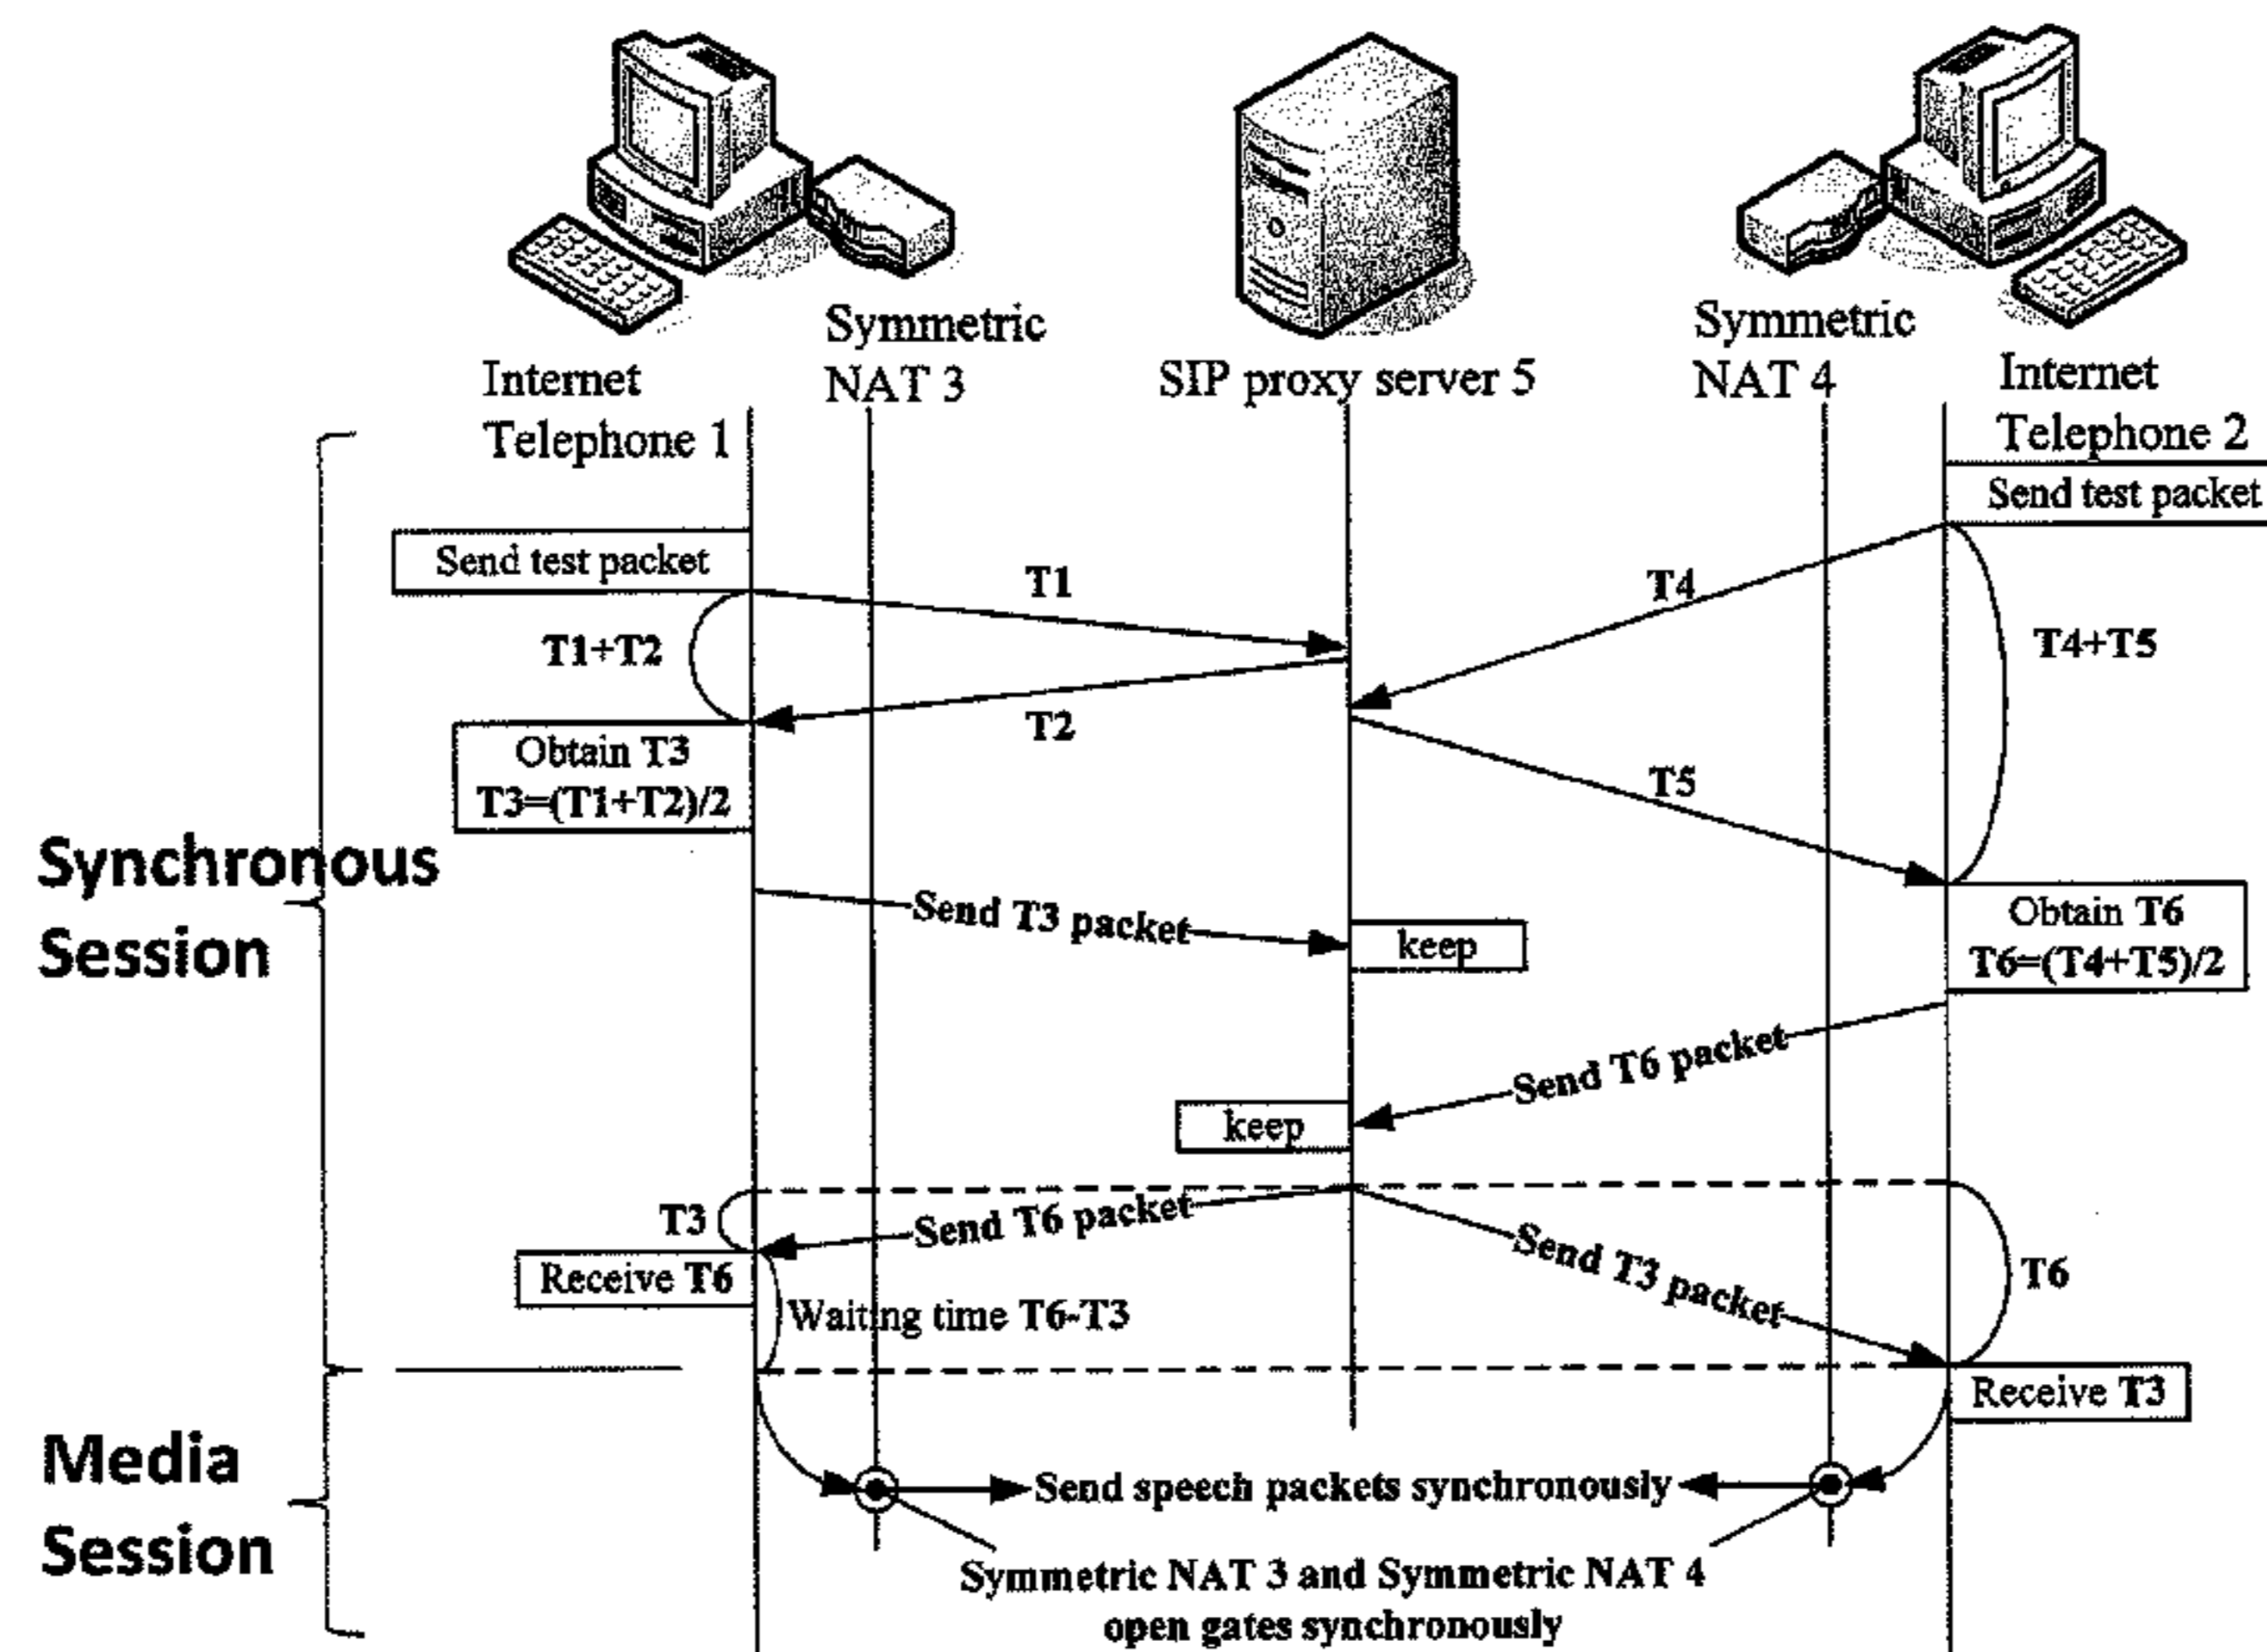 Symmetric
NAT 3
Symmetric
NAT 4
Internet
Telephone 1
SIP proxy server 5
Internet
Telephone 2
Send test packet
Send test packet
T1
T4
T1+T2
T4+T5
T2
Obtain T3
T3=(T1+T2)/2
T5
Synchronous
Session
Send T3 packet
keep
Obtain T6
T6=(T4+T5)/2
Send T6 packet
keep
T3
Send T6 packet
Send T3 packet
T6
Receive T6
Waiting time T6-T3
Receive T3
Media
Session
Send speech packets synchronously
Symmetric NAT 3 and Symmetric NAT 4
open gates synchronously